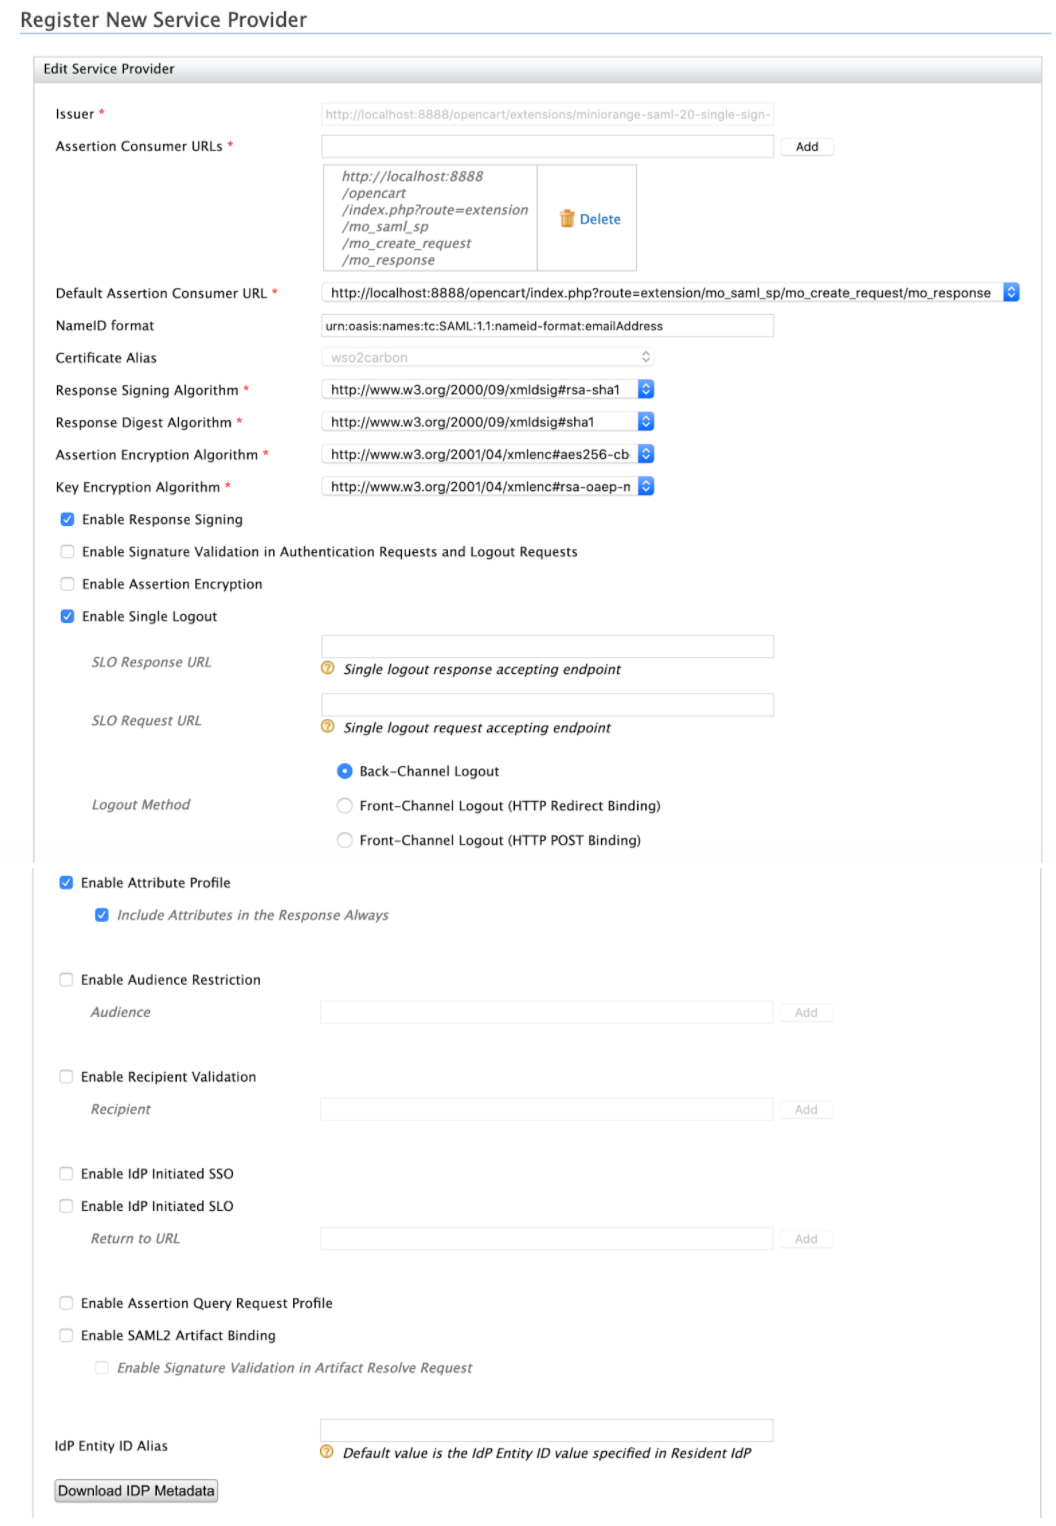 Register New Service Provider
Edit Service Provider
Issuer *
http://localhost:8888/opencart/extensions/miniorange-saml-20-single-sign-
Assertion Consumer URLs *
Add
http://localhost:8888
/opencart
/index.php?route=extension
/mo_saml_sp
/mo_create_request
/mo_response
Delete
Default Assertion Consumer URL *
http://localhost:8888/opencart/index.php?route=extension/mo_saml_sp/mo_create_request/mo_response
NameID format
urn:oasis:names:tc:SAML:1.1:nameid-format:emailAddress
Certificate Alias
wso2carbon
Response Signing Algorithm *
http://www.w3.org/2000/09/xmldsig#rsa-sha1
Response Digest Algorithm *
http://www.w3.org/2000/09/xmldsig#sha1
Assertion Encryption Algorithm *
http://www.w3.org/2001/04/xmlenc#aes256-cb
Key Encryption Algorithm *
http://www.w3.org/2001/04/xmlenc#rsa-oaep-m
Enable Response Signing
Enable Signature Validation in Authentication Requests and Logout Requests
Enable Assertion Encryption
Enable Single Logout
SLO Response URL
Single logout response accepting endpoint
SLO Request URL
Single logout request accepting endpoint
Logout Method
Back-Channel Logout
Front-Channel Logout (HTTP Redirect Binding)
Front-Channel Logout (HTTP POST Binding)
Enable Attribute Profile
Include Attributes in the Response Always
Enable Audience Restriction
Audience
Add
Enable Recipient Validation
Recipient
Add
Enable IdP Initiated SSO
Enable IdP Initiated SLO
Return to URL
Add
Enable Assertion Query Request Profile
Enable SAML2 Artifact Binding
Enable Signature Validation in Artifact Resolve Request
IdP Entity ID Alias
Default value is the IdP Entity ID value specified in Resident IdP
Download IDP Metadata